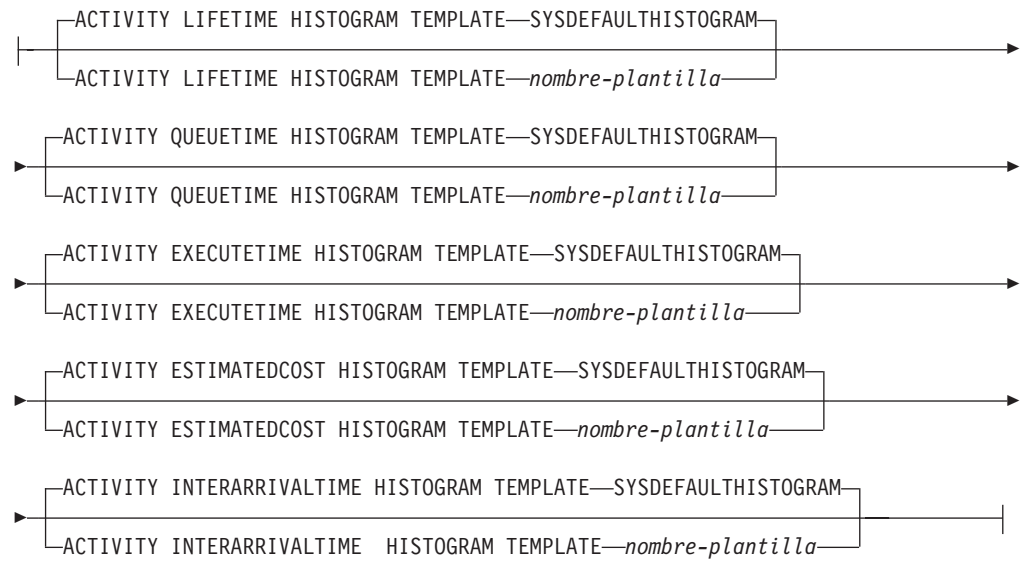 ACTIVITY LIFETIME HISTOGRAM TEMPLATE SYSDEFAULTHISTOGRAM
ACTIVITY LIFETIME HISTOGRAM TEMPLATE nombre-plantilla
ACTIVITY QUEUETIME HISTOGRAM TEMPLATE SYSDEFAULTHISTOGRAM
ACTIVITY QUEUETIME HISTOGRAM TEMPLATE nombre-plantilla
ACTIVITY EXECUTETIME HISTOGRAM TEMPLATE SYSDEFAULTHISTOGRAM
ACTIVITY EXECUTETIME HISTOGRAM TEMPLATE nombre-plantilla
ACTIVITY ESTIMATEDCOST HISTOGRAM TEMPLATE SYSDEFAULTHISTOGRAM
ACTIVITY ESTIMATEDCOST HISTOGRAM TEMPLATE nombre-plantilla
ACTIVITY INTERARRIVALTIME HISTOGRAM TEMPLATE SYSDEFAULTHISTOGRAM
ACTIVITY INTERARRIVALTIME HISTOGRAM TEMPLATE nombre-plantilla